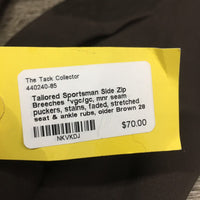 The Tack Collector
440240-85
Tailored Sportsman Side Zip
Breeches *vgc/gc, mnr seam
puckers, stains, faded, stretched
seat & ankle rubs, older Brown 28
$70.00
NKVKDJ